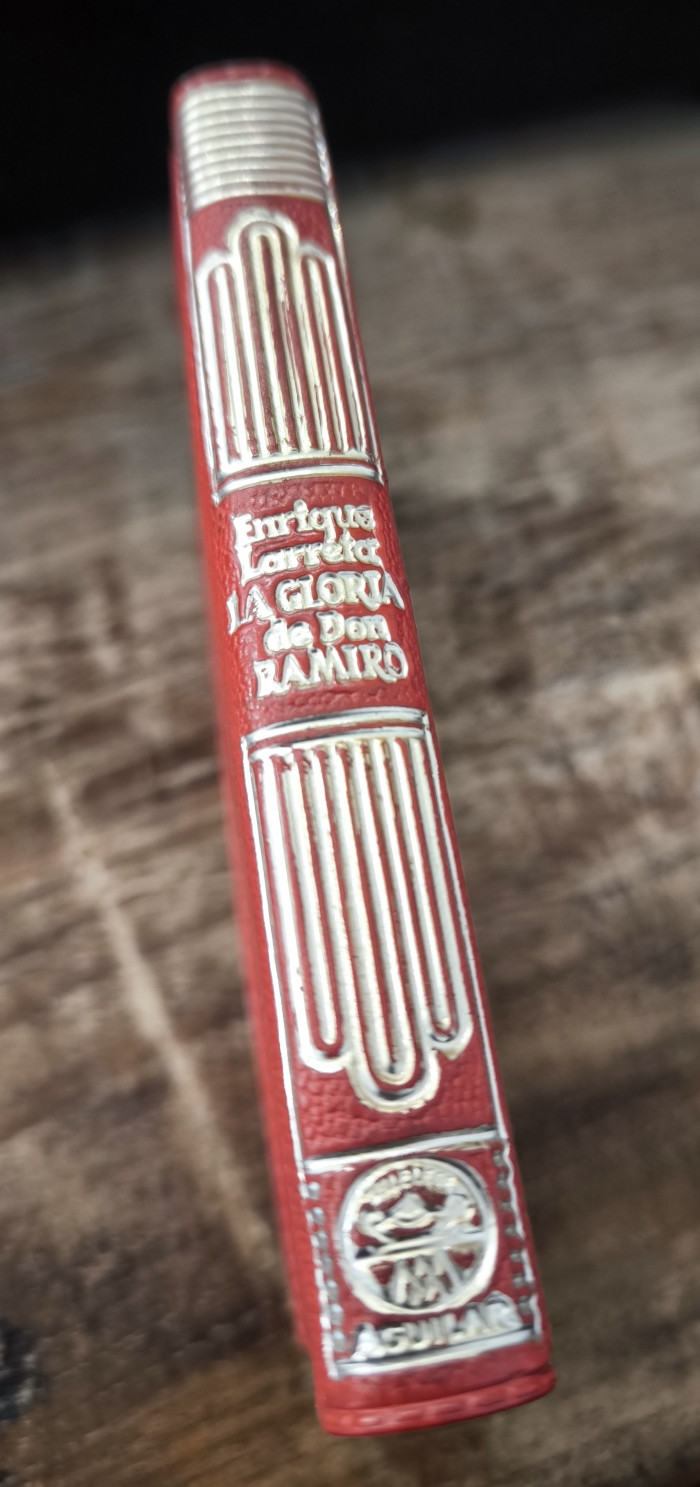 Enrique
Larreta
LA GLORIA
de Don
RAMIRO
AGUILAR